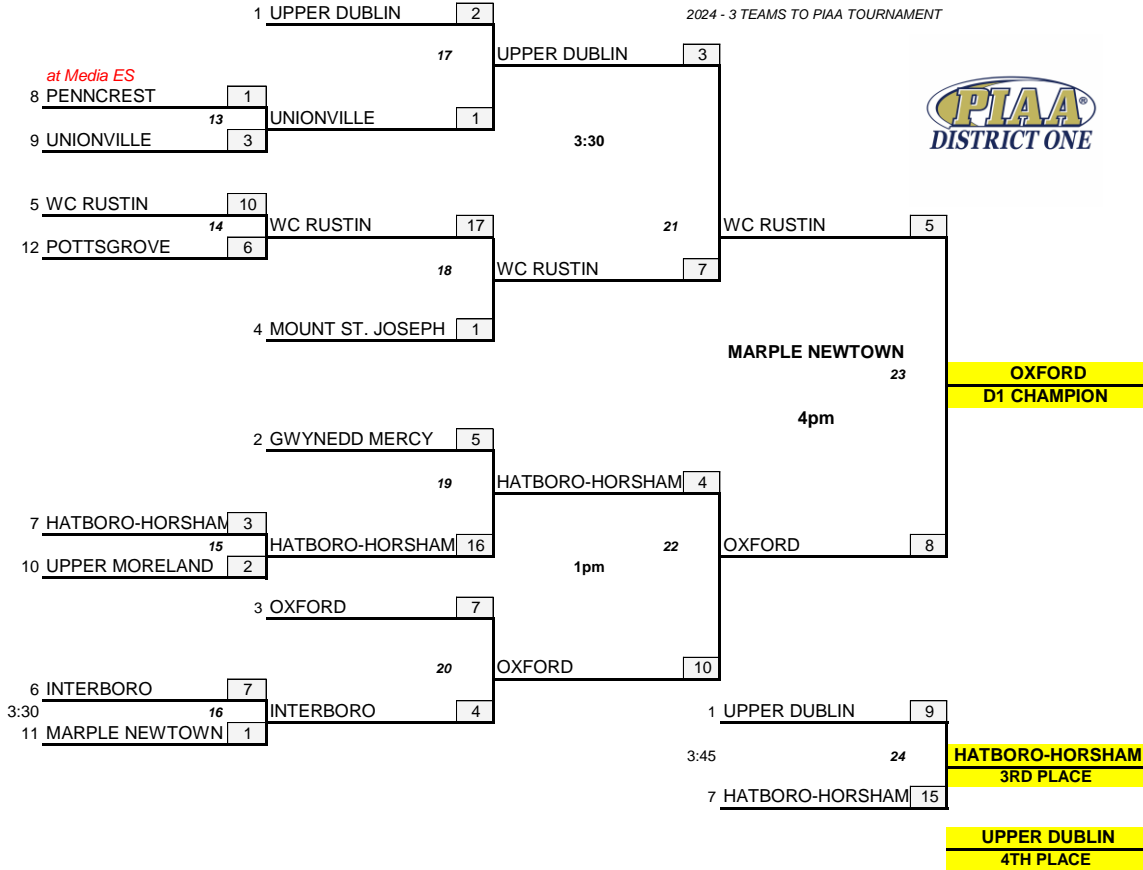 1 UPPER DUBLIN 2
2024 - 3 TEAMS TO PIAA TOURNAMENT
17 UPPER DUBLIN 3
at Media ES
8 PENNCREST 1
13 UNIONVILLE 1
9 UNIONVILLE 3
3:30
PIAA®
DISTRICT ONE
5 WC RUSTIN 10
14 WC RUSTIN 17
21 WC RUSTIN 5
12 POTTSGROVE 6
18 WC RUSTIN 7
4 MOUNT ST. JOSEPH 1
MARPLE NEWTOWN
23
OXFORD
D1 CHAMPION
4pm
2 GWYNEDD MERCY 5
19 HATBORO-HORSHAM 4
7 HATBORO-HORSHAM 3
15 HATBORO-HORSHAM 16
22 OXFORD 8
10 UPPER MORELAND 2
1pm
3 OXFORD 7
20 OXFORD 10
6 INTERBORO 7
3:30 16 INTERBORO 4
11 MARPLE NEWTOWN 1
1 UPPER DUBLIN 9
3:45 24 HATBORO-HORSHAM
3RD PLACE
7 HATBORO-HORSHAM 15
UPPER DUBLIN
4TH PLACE